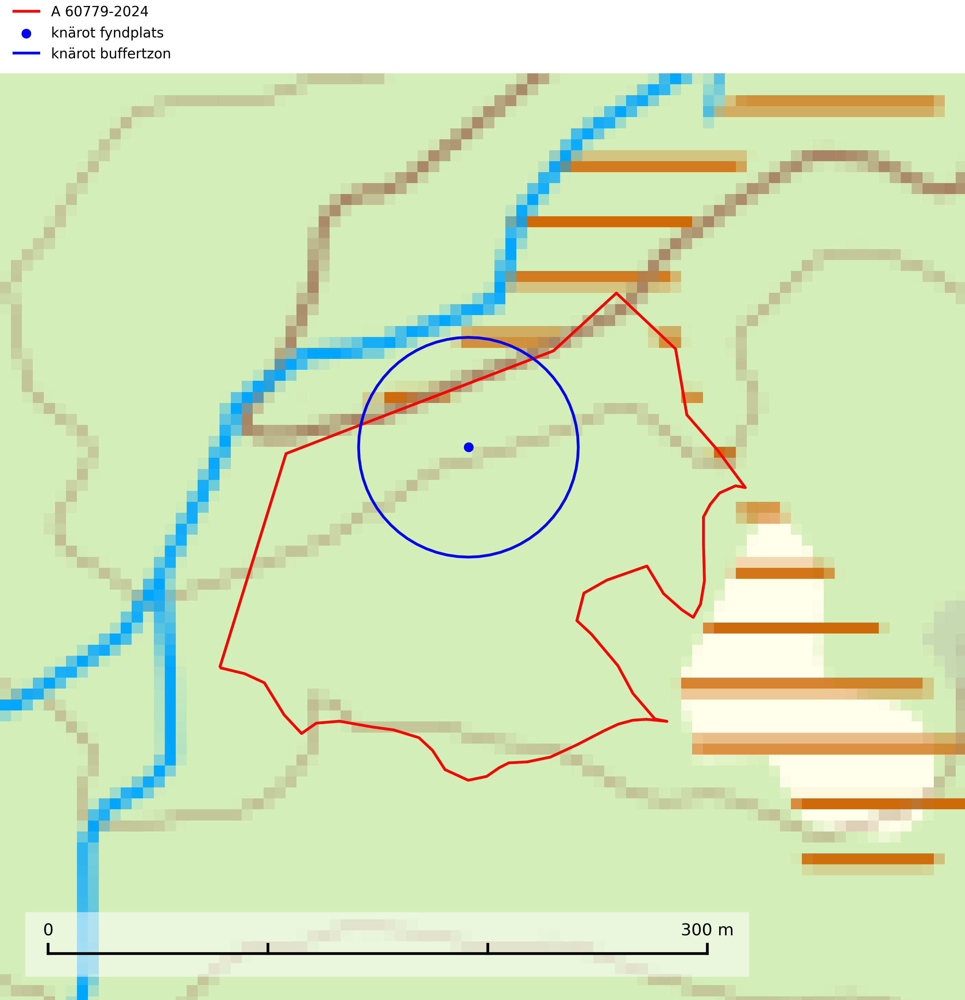 A 60779-2024
knärot fyndplats
knärot buffertzon
0 300 m